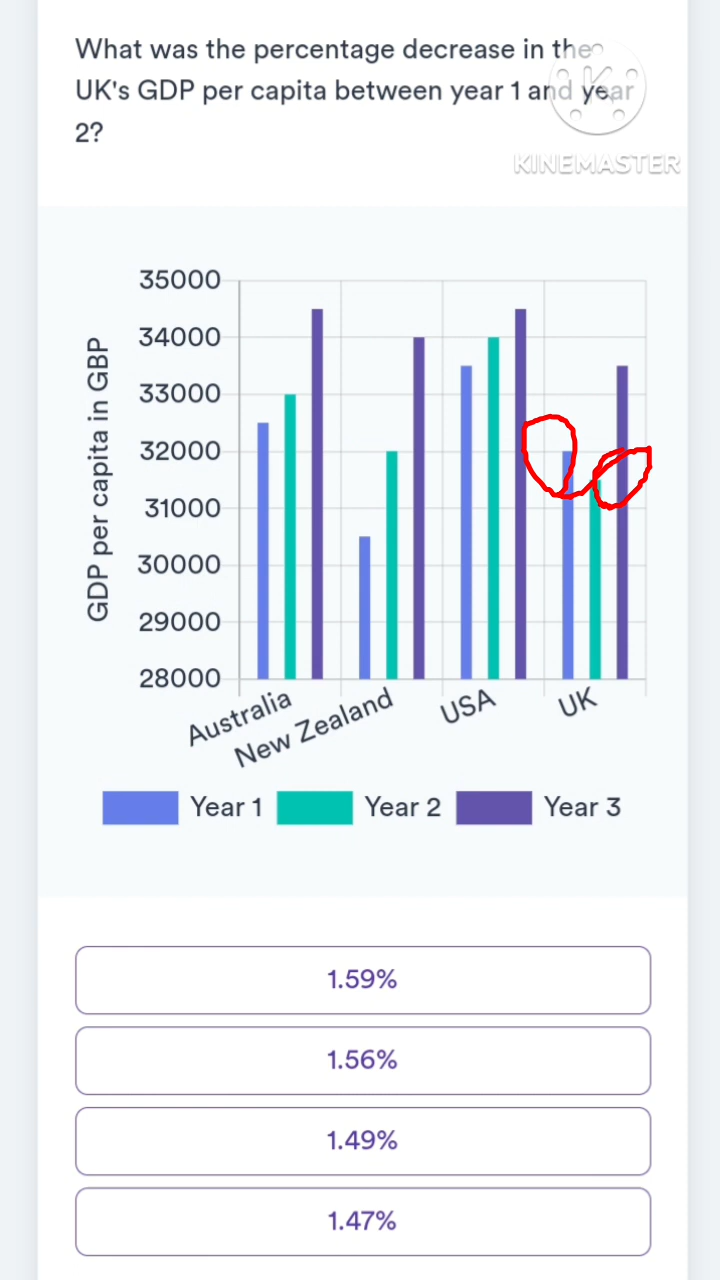 What was the percentage decrease in the
UK's GDP per capita between year 1 and year
2?
KINEMASTER
35000
34000
33000
32000
31000
30000
29000
28000
GDP per capita in GBP
Australia
New Zealand
USA
UK
Year 1
Year 2
Year 3
1.59%
1.56%
1.49%
1.47%